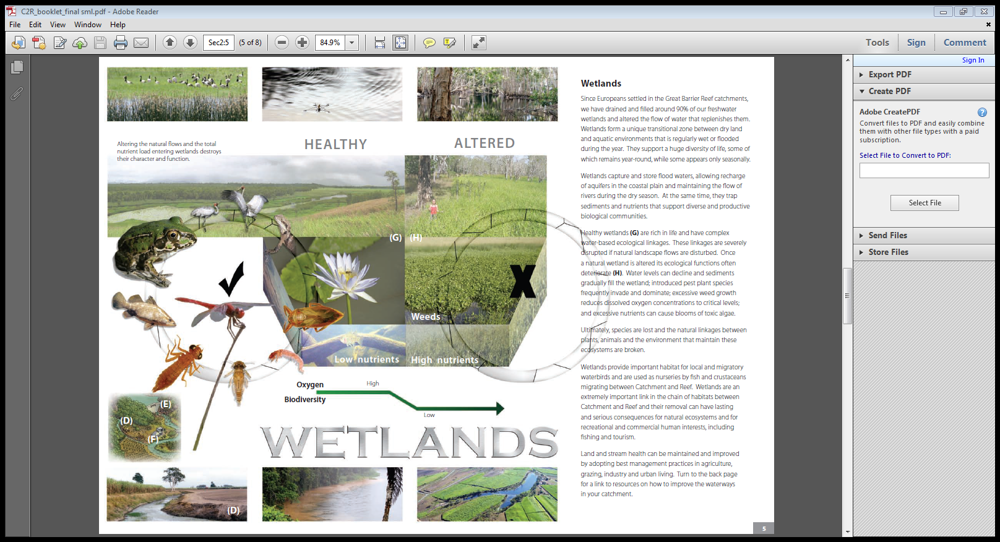 C2R_booklet_final sml.pdf - Adobe Reader
File Edit View Window Help
Sec2:5 (5 of 8) 84.9% Tools Sign Comment
Sign In
Export PDF
Create PDF
Adobe CreatePDF
Convert files to PDF and easily combine
them with other file types with a paid
subscription.
Select File to Convert to PDF:
Select File
Send Files
Store Files
Altering the natural flows and the total
nutrient load entering wetlands destroys
their character and function.
HEALTHY
ALTERED
(G) (H)
Weeds
Low nutrients
High nutrients
Oxygen
Biodiversity
High
Low
(E)
(D)
(F)
WETLANDS
(D)
Wetlands
Since Europeans settled in the Great Barrier Reef catchments,
we have drained and filled around 90% of our freshwater
wetlands and altered the flow of water that replenishes them.
Wetlands form a unique transitional zone between dry land
and aquatic environments that is regularly wet or flooded
during the year. They support a huge diversity of life, some of
which remains year-round, while some appears only seasonally.
Wetlands capture and store flood waters, allowing recharge
of aquifers in the coastal plain and maintaining the flow of
rivers during the dry season. At the same time, they trap
sediments and nutrients that support diverse and productive
biological communities.
Healthy wetlands (G) are rich in life and have complex
water-based ecological linkages. These linkages are severely
disrupted if natural landscape flows are disturbed. Once
a natural wetland is altered its ecological functions often
deteriorate (H). Water levels can decline and sediments
gradually fill the wetland; introduced pest plant species
frequently invade and dominate; excessive weed growth
reduces dissolved oxygen concentrations to critical levels;
and excessive nutrients can cause blooms of toxic algae.
Ultimately, species are lost and the natural linkages between
plants, animals and the environment that maintain these
ecosystems are broken.
Wetlands provide important habitat for local and migratory
waterbirds and are used as nurseries by fish and crustaceans
migrating between Catchment and Reef. Wetlands are an
extremely important link in the chain of habitats between
Catchment and Reef and their removal can have lasting
and serious consequences for natural ecosystems and for
recreational and commercial human interests, including
fishing and tourism.
Land and stream health can be maintained and improved
by adopting best management practices in agriculture,
grazing, industry and urban living. Turn to the back page
for a link to resources on how to improve the waterways
in your catchment.
5